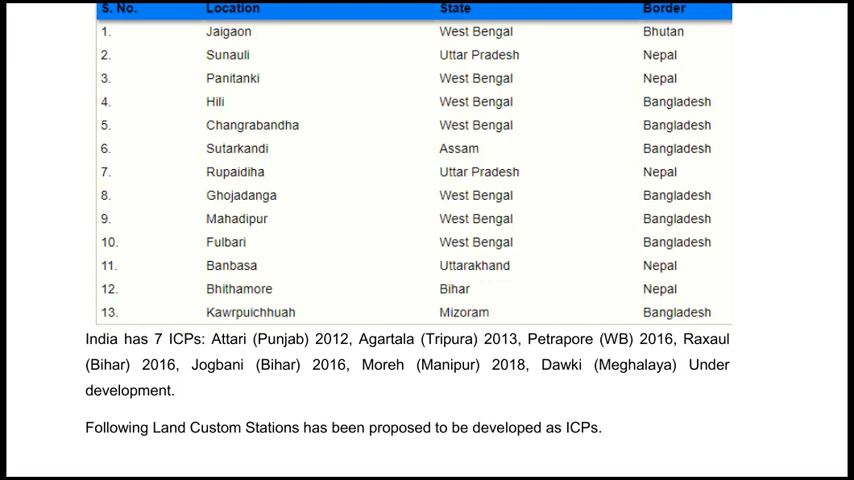 S. No. Location State Border
1. Jaigaon West Bengal Bhutan
2. Sunauli Uttar Pradesh Nepal
3. Panitanki West Bengal Nepal
4. Hili West Bengal Bangladesh
5. Changrabandha West Bengal Bangladesh
6. Sutarkandi Assam Bangladesh
7. Rupaidiha Uttar Pradesh Nepal
8. Ghojadanga West Bengal Bangladesh
9. Mahadipur West Bengal Bangladesh
10. Fulbari West Bengal Bangladesh
11. Banbasa Uttarakhand Nepal
12. Bhithamore Bihar Nepal
13. Kawrpuichhuah Mizoram Bangladesh
India has 7 ICPs: Attari (Punjab) 2012, Agartala (Tripura) 2013, Petrapore (WB) 2016, Raxaul
(Bihar) 2016, Jogbani (Bihar) 2016, Moreh (Manipur) 2018, Dawki (Meghalaya) Under
development.
Following Land Custom Stations has been proposed to be developed as ICPs.